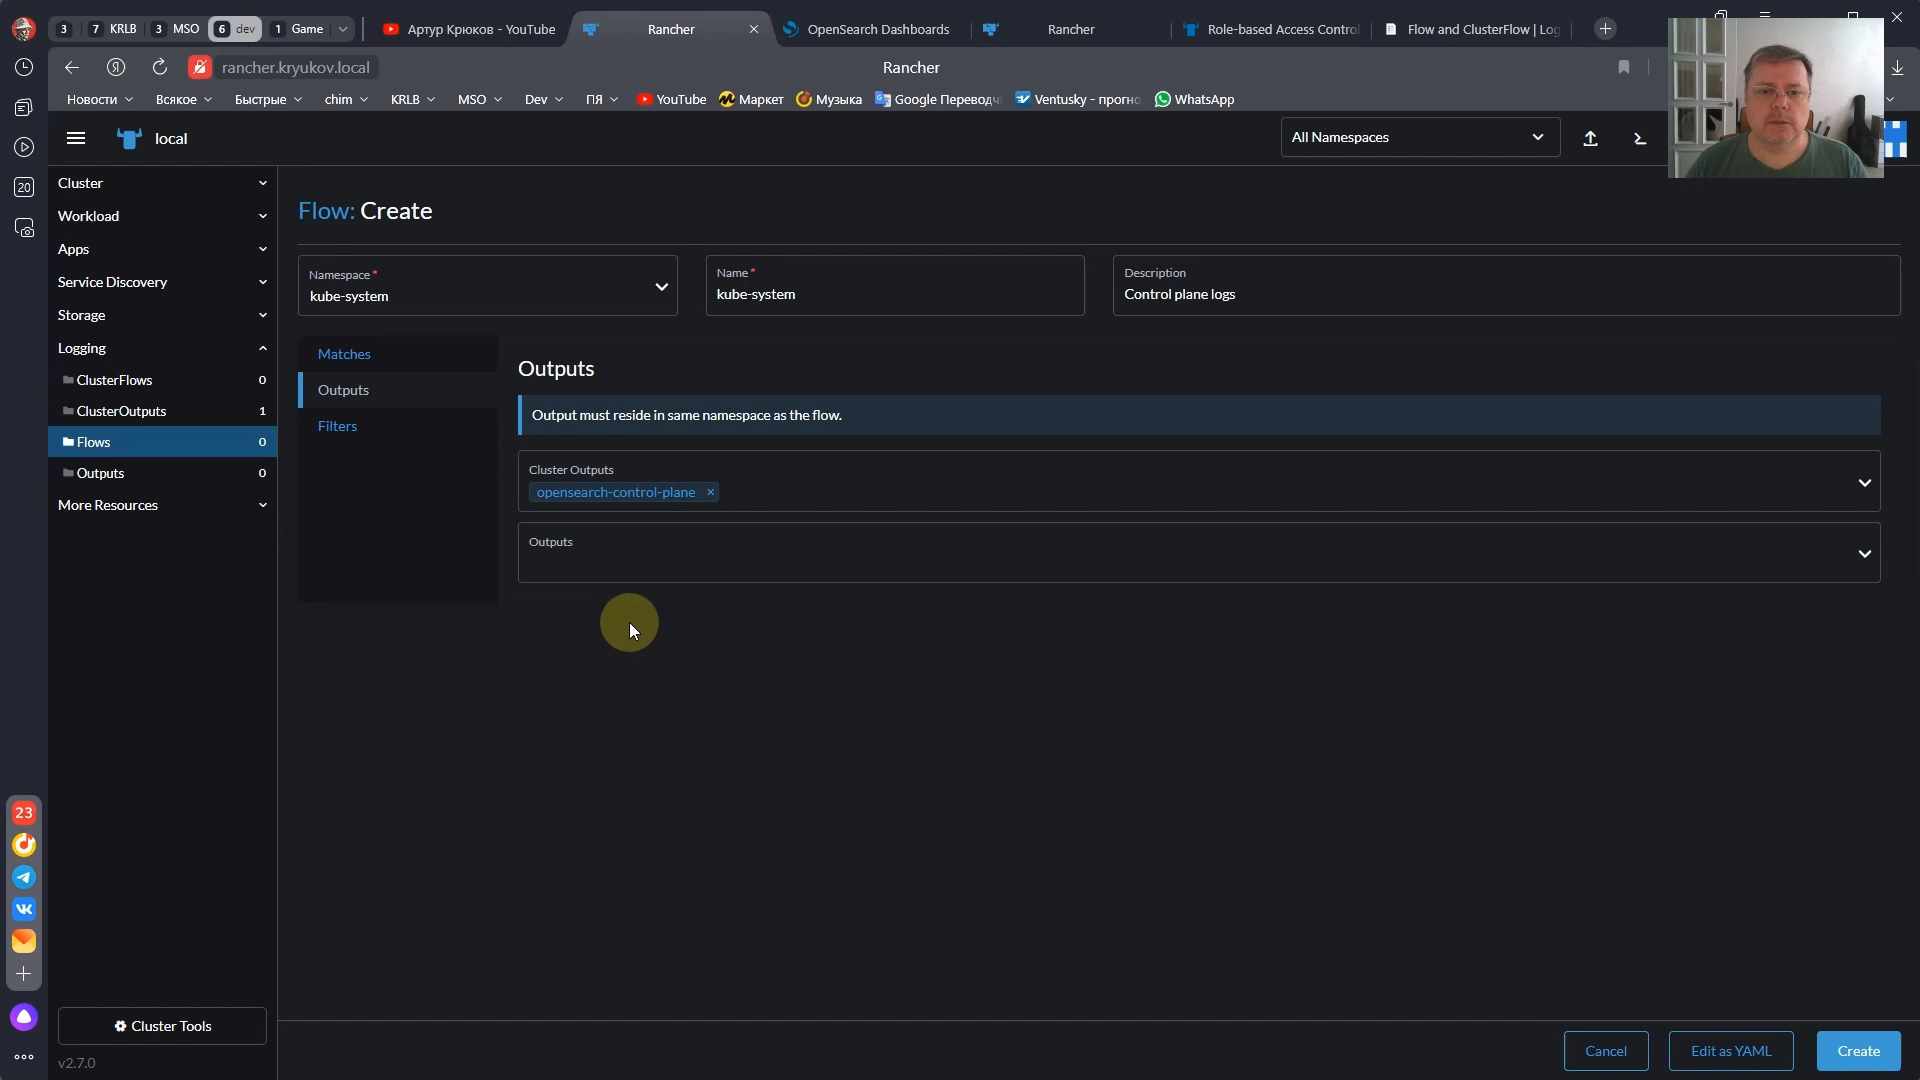 3 7 KRLB 3 MSO 6 dev 1 Game
Артур Крюков - YouTube
Rancher
OpenSearch Dashboards
Rancher
Role-based Access Control
Flow and ClusterFlow | Log
rancher.kryukov.local
Rancher
Новости Всякое Быстрые chim KRLB MSO Dev ПЯ YouTube Маркет Музыка Google Переводч Ventusky - прогно WhatsApp
20
local
All Namespaces
Cluster
Workload
Apps
Service Discovery
Storage
Logging
ClusterFlows 0
ClusterOutputs 1
Flows 0
Outputs 0
More Resources
Flow: Create
Namespace *
kube-system
Name *
kube-system
Description
Control plane logs
Matches
Outputs
Filters
Outputs
Output must reside in same namespace as the flow.
Cluster Outputs
opensearch-control-plane ×
Outputs
23
Cluster Tools
v2.7.0
Cancel
Edit as YAML
Create